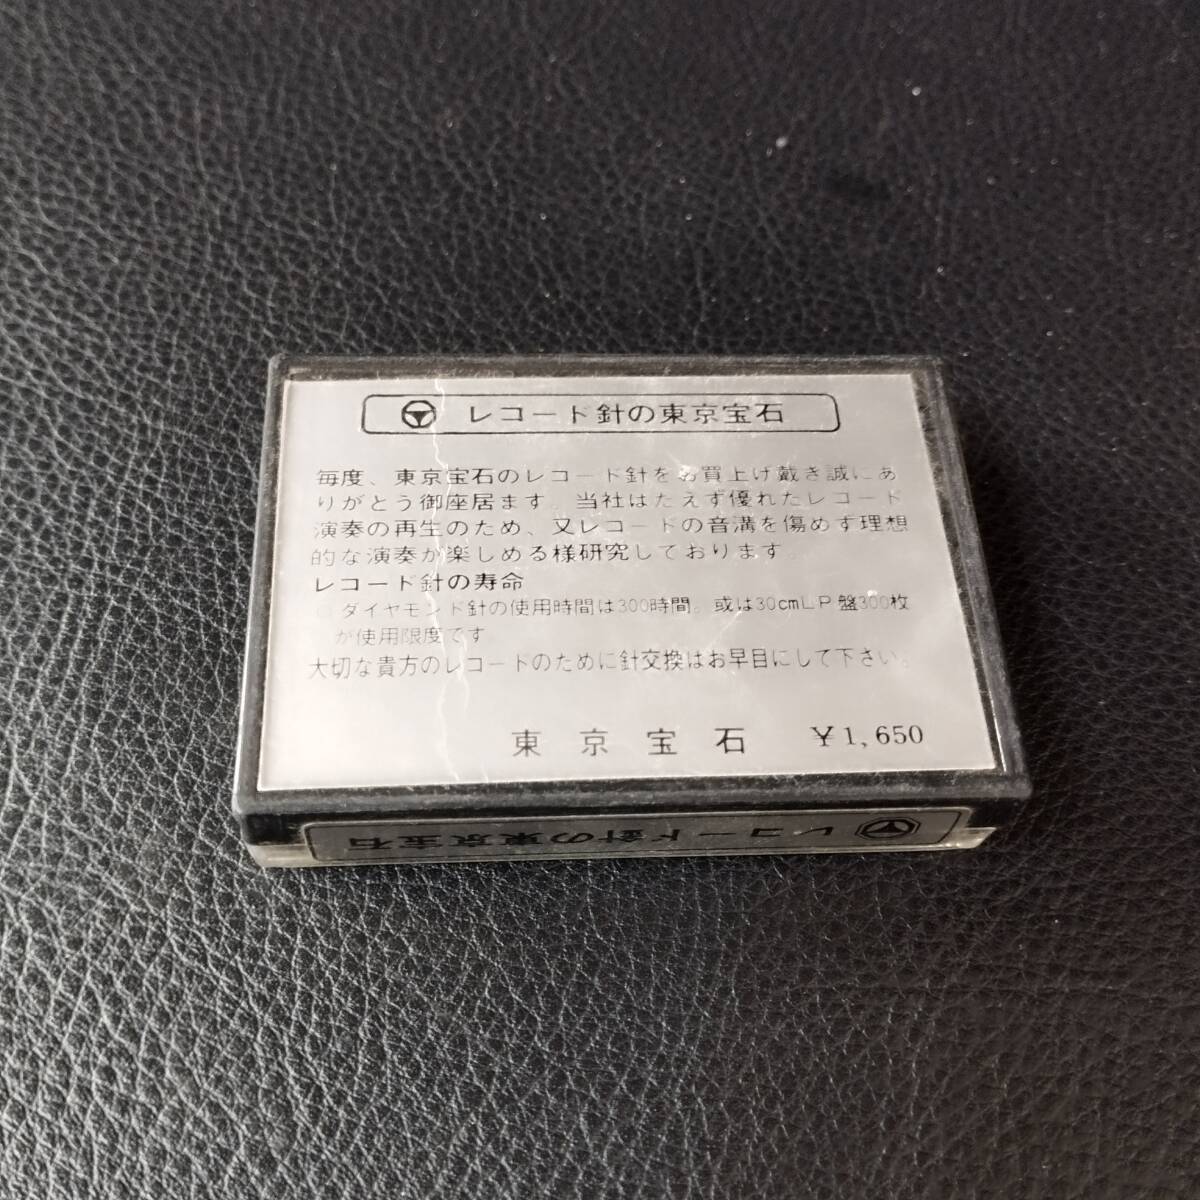 レコード針の東京宝石
毎度、東京宝石のレコード針をお買上げ戴き誠にあ
りがとう御座居ます。当社はたえず優れたレコード
演奏の再生のため、又レコードの音溝を傷めず理想
的な演奏が楽しめる様研究しております。
レコード針の寿命
○ ダイヤモンド針の使用時間は300時間。或は30cmLP盤300枚
が使用限度です
大切な貴方のレコードのために針交換はお早目にして下さい。
東京宝石 ¥1,650
レコード針の東京宝石